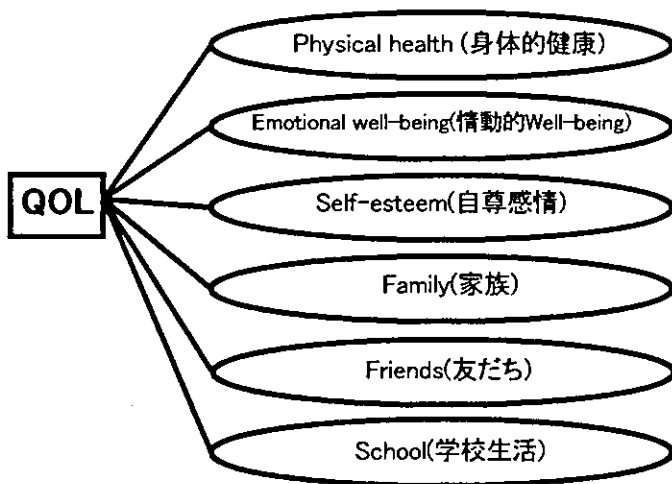 Physical health (身体的健康)
Emotional well-being(情動的Well-being)
QOL
Self-esteem(自尊感情)
Family(家族)
Friends(友だち)
School(学校生活)